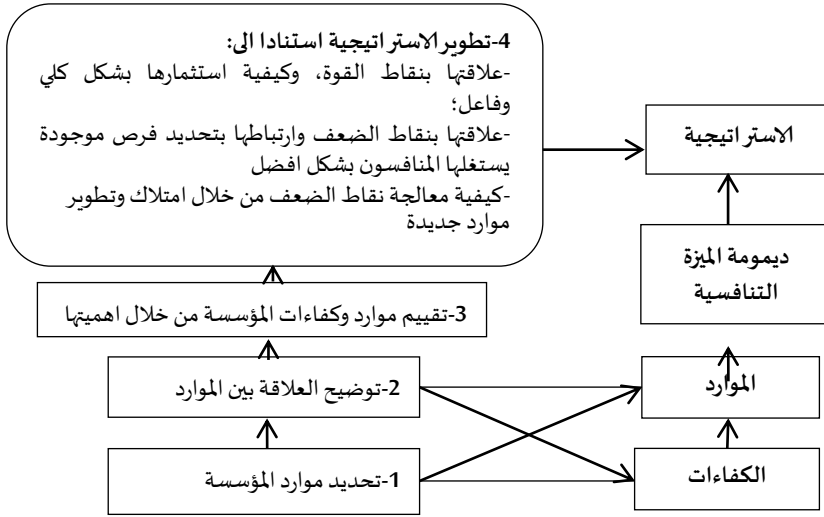 4-تطوير الاستراتيجية استنادا الى:
-علاقتها بنقاط القوة، وكيفية استثمارها بشكل كلي
وفاعل؛
-علاقتها بنقاط الضعف وارتباطها بتحديد فرص موجودة
يستغلها المنافسون بشكل افضل
-كيفية معالجة نقاط الضعف من خلال امتلاك وتطوير
موارد جديدة
الاستراتيجية
ديمومة الميزة
التنافسية
3-تقييم موارد وكفاءات المؤسسة من خلال اهميتها
الموارد
2-توضيح العلاقة بين الموارد
الكفاءات
1-تحديد موارد المؤسسة